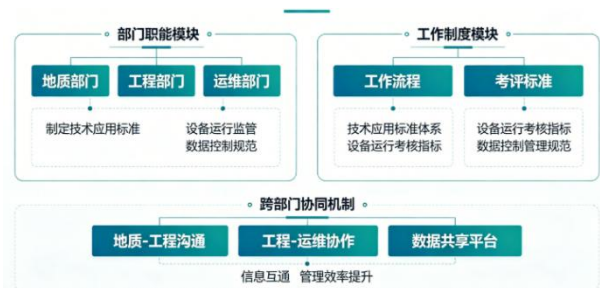 部门职能模块
地质部门
工程部门
运维部门
制定技术应用标准
设备运行监管
数据控制规范
工作制度模块
工作流程
考评标准
技术应用标准体系
设备运行考核指标
设备运行考核指标
数据控制管理规范
跨部门协同机制
地质-工程沟通
工程-运维协作
数据共享平台
信息互通 管理效率提升